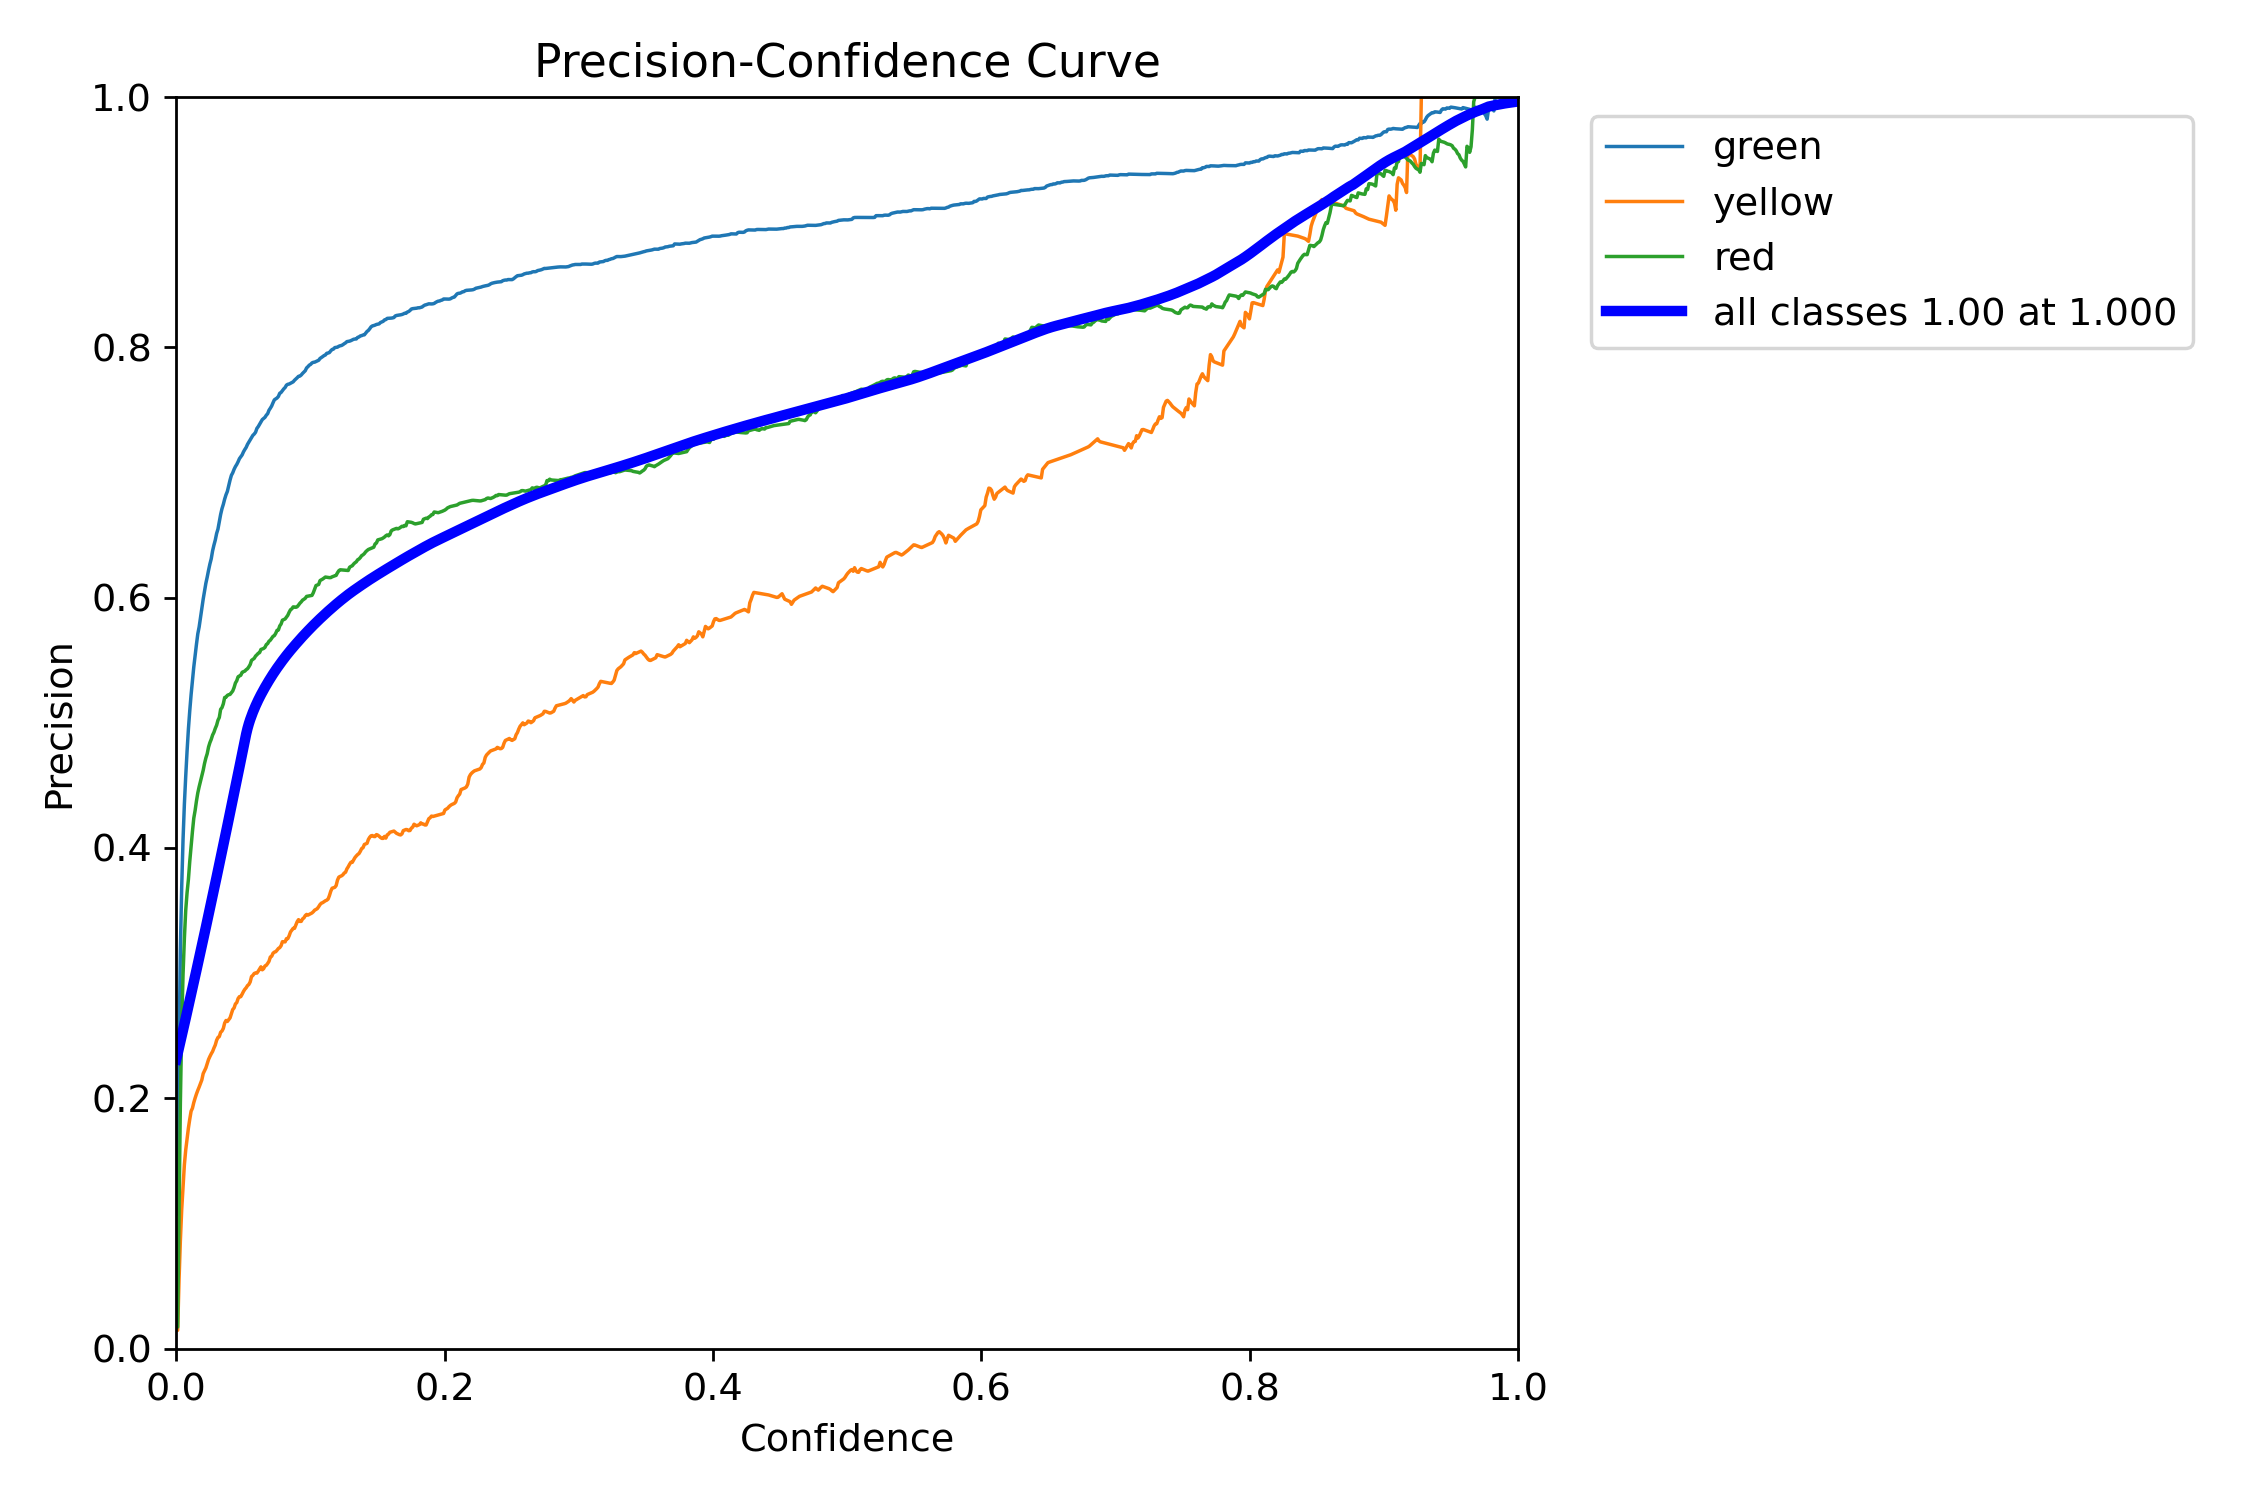 Precision-Confidence Curve
1.0
0.8
0.6
0.4
0.2
0.0
Precision
0.0 0.2 0.4 0.6 0.8 1.0
Confidence
green
yellow
red
all classes 1.00 at 1.000